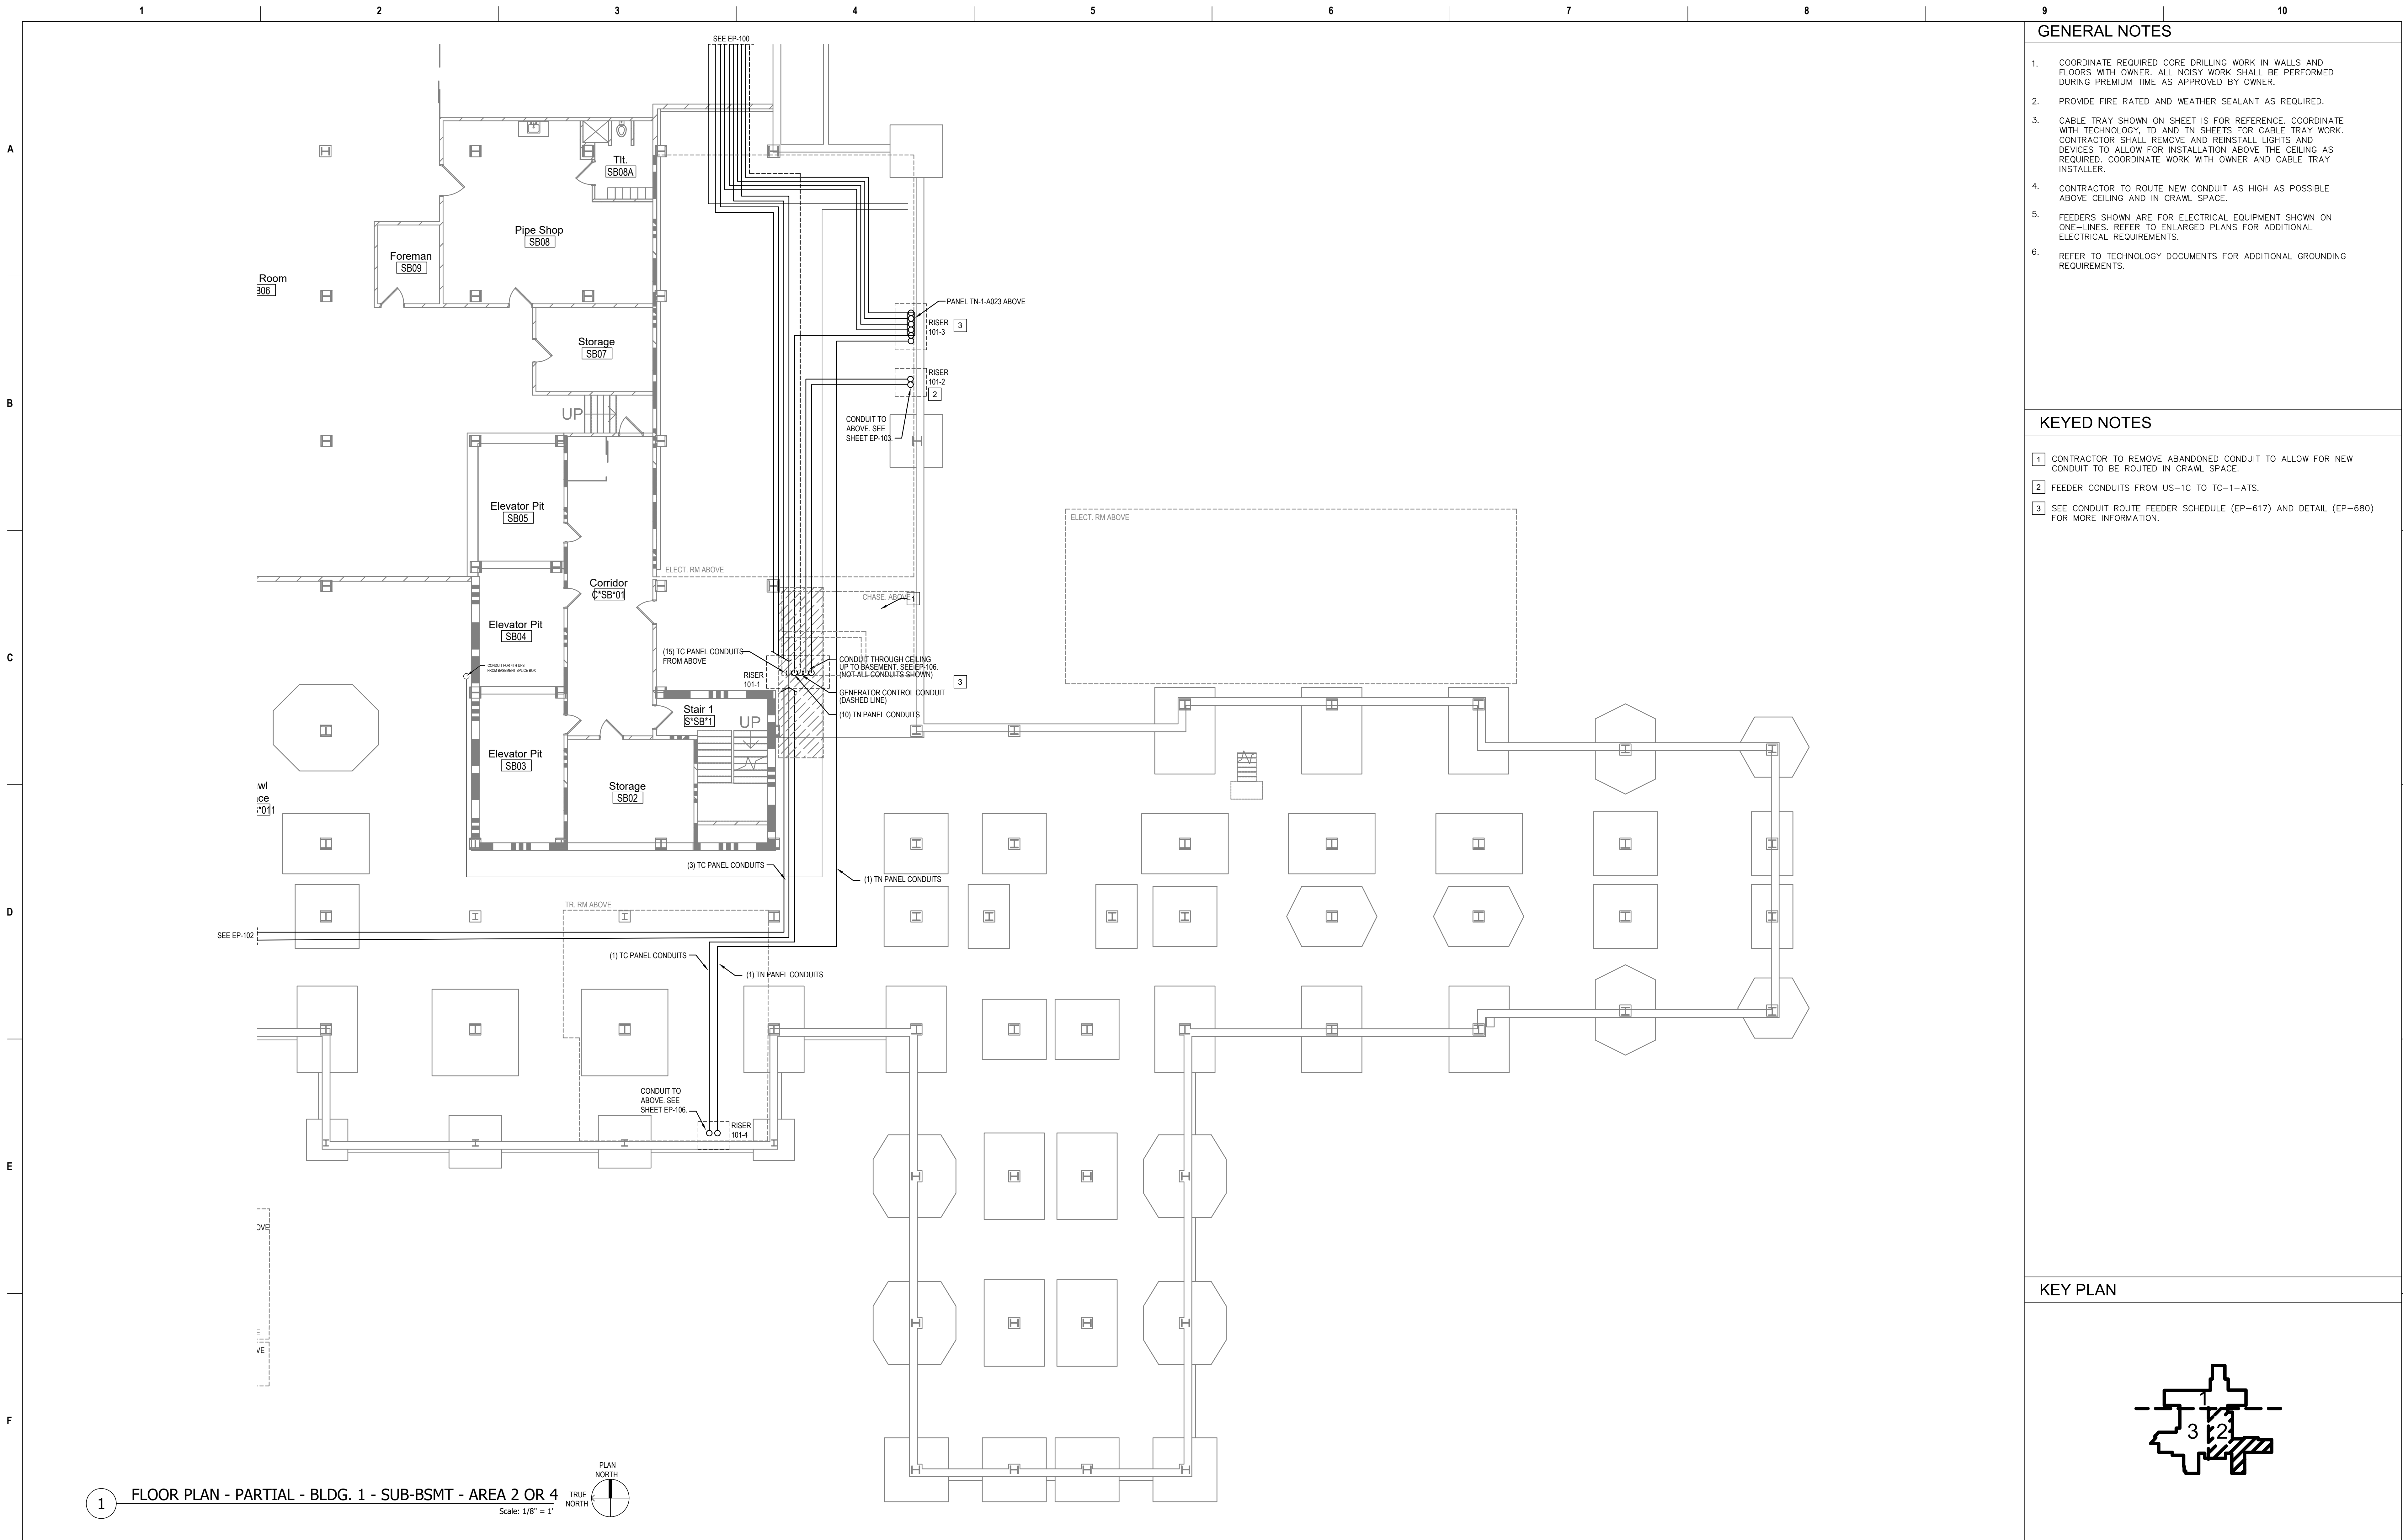 1
2
3
4
5
6
7
8
9
10
A
B
C
D
E
F
SEE EP-100
Tlt.
SB08A
Pipe Shop
SB08
Foreman
SB09
Room
Storage
SB07
UP
PANEL TN-1-A023 ABOVE
RISER
101-3
3
RISER
101-2
2
CONDUIT TO
ABOVE. SEE
SHEET EP-103.
Elevator Pit
SB05
ELECT. RM ABOVE
ELECT. RM ABOVE
Corridor
C*SB*01
CHASE. ABOVE
1
Elevator Pit
SB04
CONDUIT FOR 4TH UPS
FROM BASEMENT SPLICE BOX
(15) TC PANEL CONDUITS
FROM ABOVE
RISER
101-1
CONDUIT THROUGH CEILING
UP TO BASEMENT. SEE EP-106.
(NOT ALL CONDUITS SHOWN)
3
GENERATOR CONTROL CONDUIT
(DASHED LINE)
(10) TN PANEL CONDUITS
Stair 1
S*SB*1
UP
Elevator Pit
SB03
Storage
SB02
wl
ce
*011
(3) TC PANEL CONDUITS
(1) TN PANEL CONDUITS
TR. RM ABOVE
SEE EP-102
(1) TC PANEL CONDUITS
(1) TN PANEL CONDUITS
CONDUIT TO
ABOVE. SEE
SHEET EP-106.
RISER
101-4
OVE
VE
1
FLOOR PLAN - PARTIAL - BLDG. 1 - SUB-BSMT - AREA 2 OR 4
Scale: 1/8" = 1'
PLAN
NORTH
TRUE
NORTH
GENERAL NOTES
1. COORDINATE REQUIRED CORE DRILLING WORK IN WALLS AND
FLOORS WITH OWNER. ALL NOISY WORK SHALL BE PERFORMED
DURING PREMIUM TIME AS APPROVED BY OWNER.
2. PROVIDE FIRE RATED AND WEATHER SEALANT AS REQUIRED.
3. CABLE TRAY SHOWN ON SHEET IS FOR REFERENCE. COORDINATE
WITH TECHNOLOGY, TD AND TN SHEETS FOR CABLE TRAY WORK.
CONTRACTOR SHALL REMOVE AND REINSTALL LIGHTS AND
DEVICES TO ALLOW FOR INSTALLATION ABOVE THE CEILING AS
REQUIRED. COORDINATE WORK WITH OWNER AND CABLE TRAY
INSTALLER.
4. CONTRACTOR TO ROUTE NEW CONDUIT AS HIGH AS POSSIBLE
ABOVE CEILING AND IN CRAWL SPACE.
5. FEEDERS SHOWN ARE FOR ELECTRICAL EQUIPMENT SHOWN ON
ONE-LINES. REFER TO ENLARGED PLANS FOR ADDITIONAL
ELECTRICAL REQUIREMENTS.
6. REFER TO TECHNOLOGY DOCUMENTS FOR ADDITIONAL GROUNDING
REQUIREMENTS.
KEYED NOTES
1 CONTRACTOR TO REMOVE ABANDONED CONDUIT TO ALLOW FOR NEW
CONDUIT TO BE ROUTED IN CRAWL SPACE.
2 FEEDER CONDUITS FROM US-1C TO TC-1-ATS.
3 SEE CONDUIT ROUTE FEEDER SCHEDULE (EP-617) AND DETAIL (EP-680)
FOR MORE INFORMATION.
KEY PLAN
1
3
2